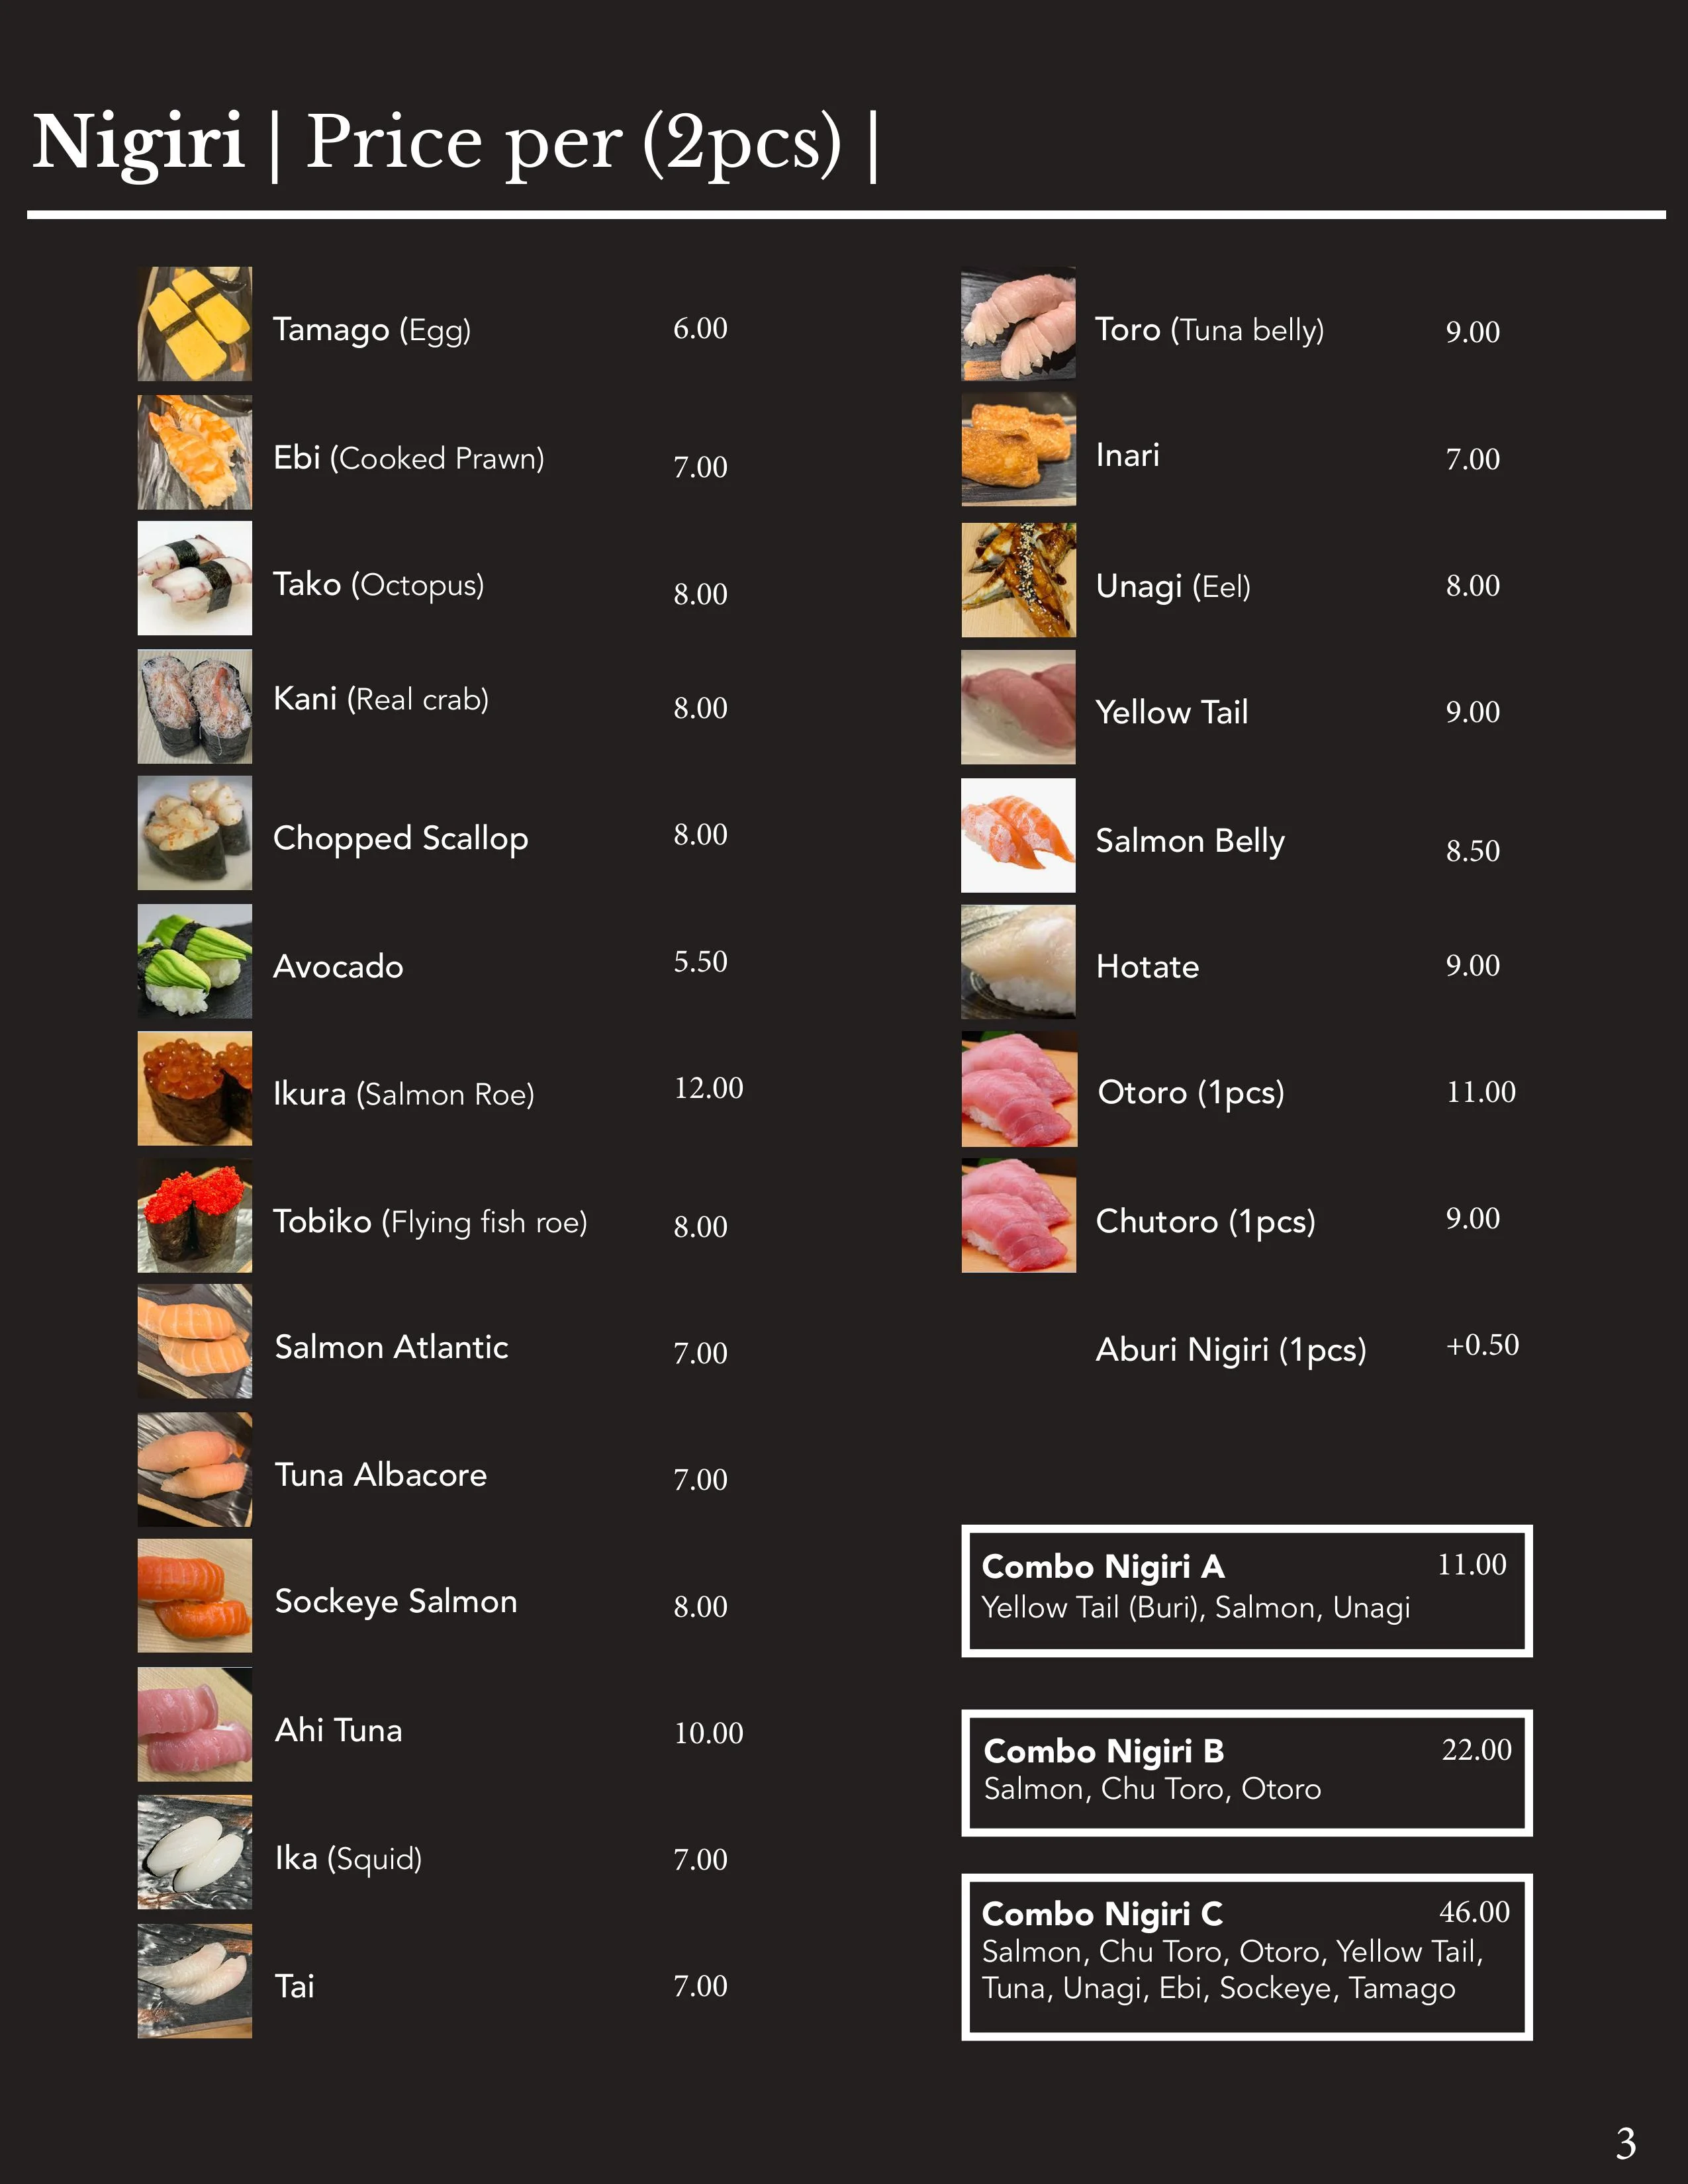 Nigiri | Price per (2pcs) |
Tamago (Egg) 6.00
Ebi (Cooked Prawn) 7.00
Tako (Octopus) 8.00
Kani (Real crab) 8.00
Chopped Scallop 8.00
Avocado 5.50
Ikura (Salmon Roe) 12.00
Tobiko (Flying fish roe) 8.00
Salmon Atlantic 7.00
Tuna Albacore 7.00
Sockeye Salmon 8.00
Ahi Tuna 10.00
Ika (Squid) 7.00
Tai 7.00
Toro (Tuna belly) 9.00
Inari 7.00
Unagi (Eel) 8.00
Yellow Tail 9.00
Salmon Belly 8.50
Hotate 9.00
Otoro (1pcs) 11.00
Chutoro (1pcs) 9.00
Aburi Nigiri (1pcs) +0.50
Combo Nigiri A 11.00
Yellow Tail (Buri), Salmon, Unagi
Combo Nigiri B 22.00
Salmon, Chu Toro, Otoro
Combo Nigiri C 46.00
Salmon, Chu Toro, Otoro, Yellow Tail,
Tuna, Unagi, Ebi, Sockeye, Tamago
3